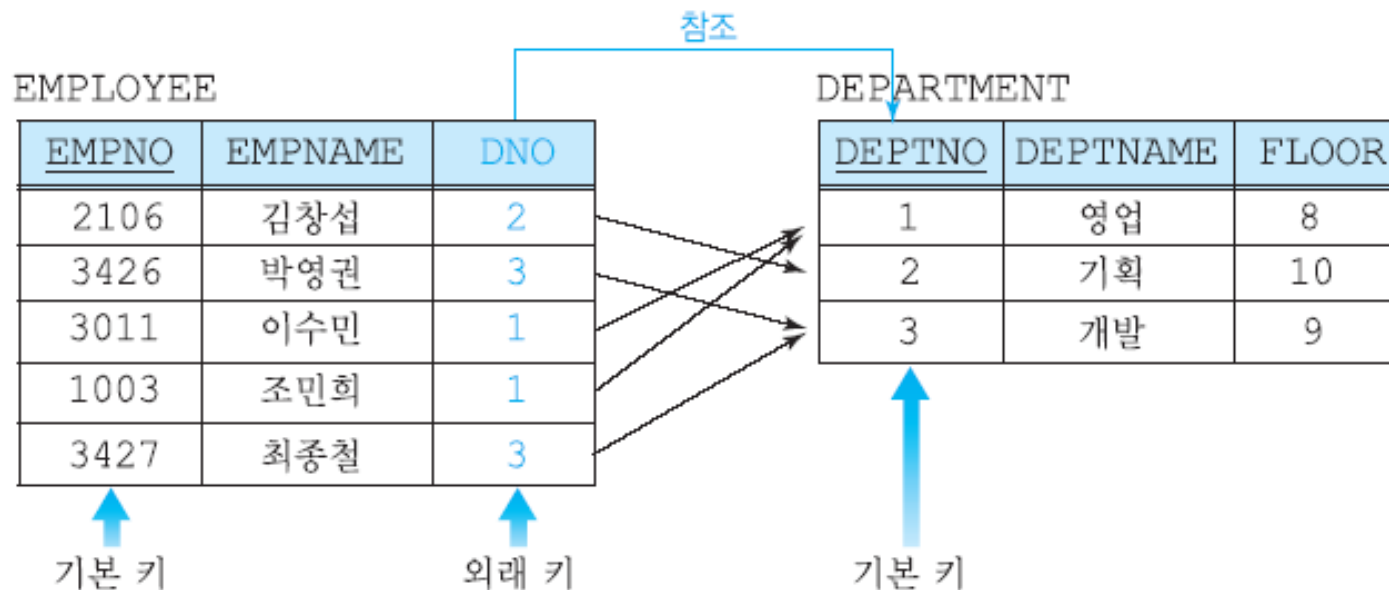 참조
EMPLOYEE DEPARTMENT
EMPNO EMPNAME DNO DEPTNO DEPTNAME FLOOR
2106 김창섭 2 1 영업 8
3426 박영권 3 2 기획 10
3011 이수민 1 3 개발 9
1003 조민희 1
3427 최종철 3
기본 키 외래 키 기본 키